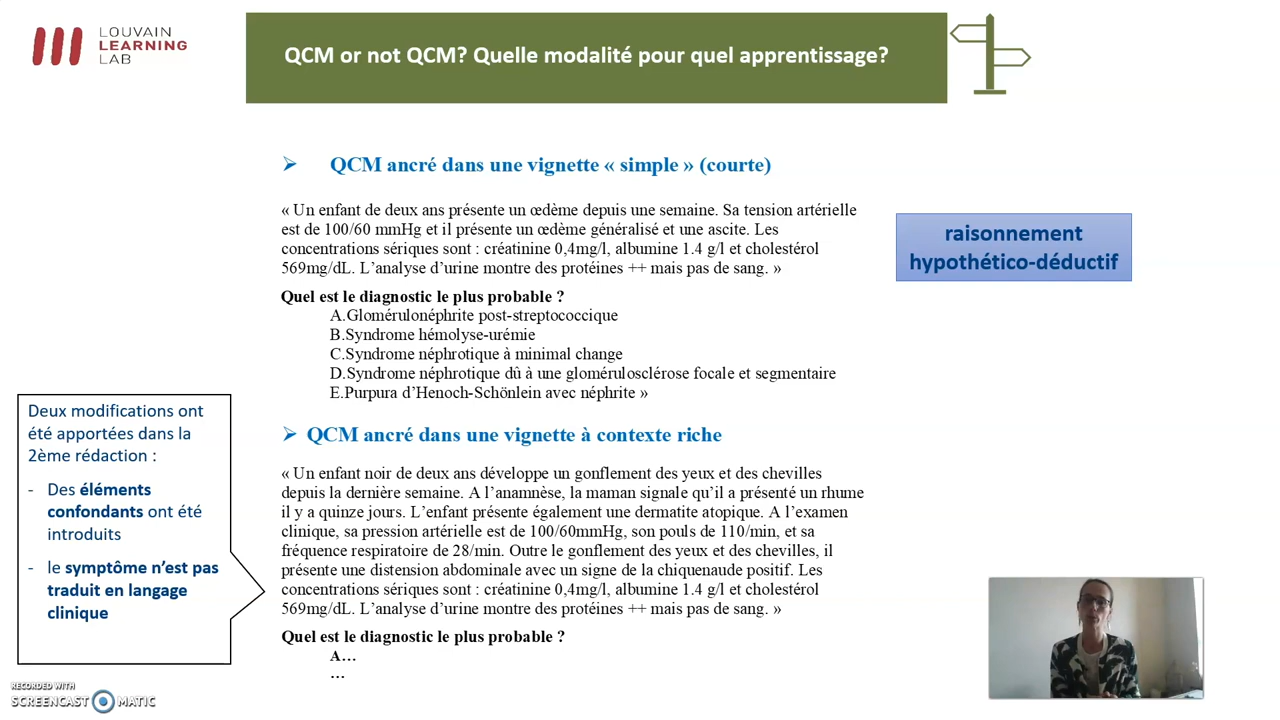 LOUVAIN
LEARNING
LAB
QCM or not QCM? Quelle modalité pour quel apprentissage?
➢ QCM ancré dans une vignette « simple » (courte)
« Un enfant de deux ans présente un œdème depuis une semaine. Sa tension artérielle
est de 100/60 mmHg et il présente un œdème généralisé et une ascite. Les
concentrations sériques sont : créatinine 0,4mg/l, albumine 1.4 g/l et cholestérol
569mg/dL. L’analyse d’urine montre des protéines ++ mais pas de sang. »
Quel est le diagnostic le plus probable ?
A.Glomérulonéphrite post-streptococcique
B.Syndrome hémolyse-urémie
C.Syndrome néphrotique à minimal change
D.Syndrome néphrotique dû à une glomérulosclérose focale et segmentaire
E.Purpura d’Henoch-Schönlein avec néphrite »
raisonnement
hypothético-déductif
➢ QCM ancré dans une vignette à contexte riche
« Un enfant noir de deux ans développe un gonflement des yeux et des chevilles
depuis la dernière semaine. A l’anamnèse, la maman signale qu’il a présenté un rhume
il y a quinze jours. L’enfant présente également une dermatite atopique. A l’examen
clinique, sa pression artérielle est de 100/60mmHg, son pouls de 110/min, et sa
fréquence respiratoire de 28/min. Outre le gonflement des yeux et des chevilles, il
présente une distension abdominale avec un signe de la chiquenaude positif. Les
concentrations sériques sont : créatinine 0,4mg/l, albumine 1.4 g/l et cholestérol
569mg/dL. L’analyse d’urine montre des protéines ++ mais pas de sang. »
Quel est le diagnostic le plus probable ?
A…
…
Deux modifications ont
été apportées dans la
2ème rédaction :
- Des éléments
confondants ont été
introduits
- le symptôme n’est pas
traduit en langage
clinique
RECORDED WITH
SCREENCAST MATIC